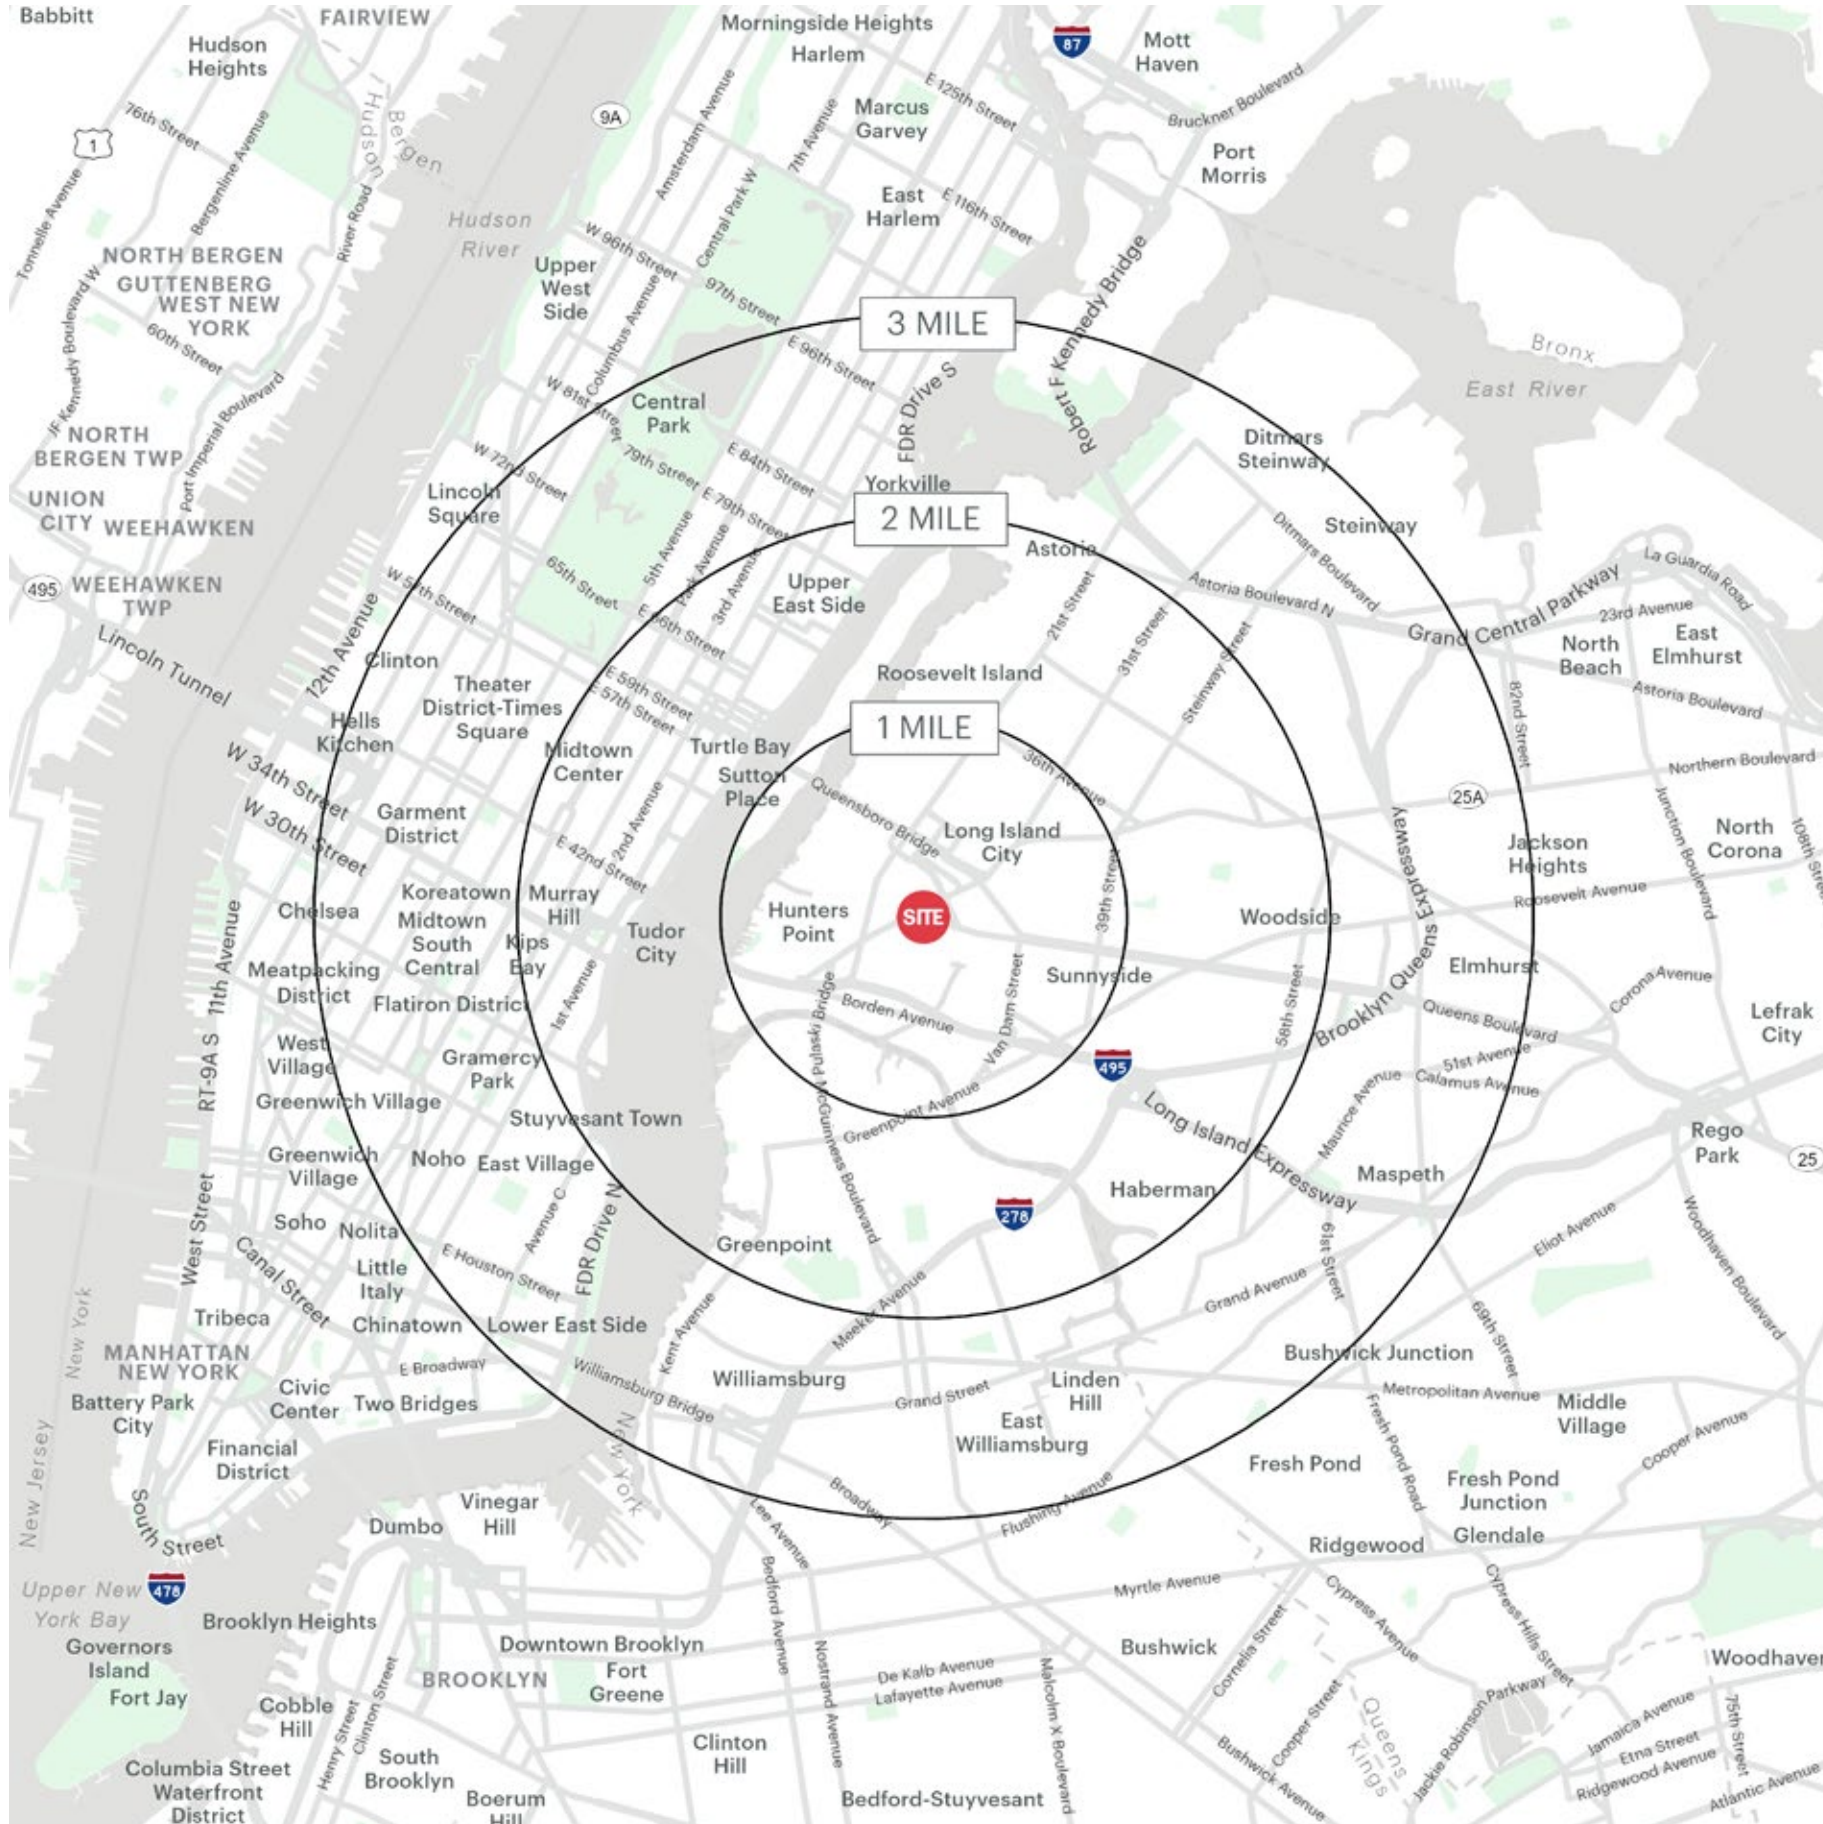 Babbitt
FAIRVIEW
Morningside Heights
Harlem
87
Mott
Haven
Hudson
Heights
76th Street
1
Bergenline Avenue
Hudson
Bergen
9A
Amsterdam Avenue
7th Avenue
Marcus
Garvey
E 125th Street
Bruckner Boulevard
Port
Morris
Tonnelle Avenue
River Road
Hudson
River
Central Park W
East
Harlem
E 116th Street
NORTH BERGEN
GUTTENBERG
WEST NEW
YORK
Upper
West
Side
W 96th Street
97th Street
Columbus Avenue
Robert F Kennedy Bridge
JF Kennedy Boulevard W
60th Street
3 MILE
E 96th Street
Bronx
East River
Port Imperial Boulevard
W 81st Street
Central
Park
FDR Drive S
NORTH
BERGEN TWP
W 72nd Street
79th Street
E 84th Street
Ditmars
Steinway
UNION
CITY
WEEHAWKEN
Lincoln
Square
E 79th Street
Yorkville
2 MILE
Steinway
Ditmars Boulevard
Astoria
5th Avenue
Park Avenue
3rd Avenue
Upper
East Side
495
WEEHAWKEN
TWP
W 57th Street
65th Street
E 66th Street
21st Street
31st Street
Steinway Street
Astoria Boulevard N
Grand Central Parkway
La Guardia Road
23rd Avenue
North
Beach
East
Elmhurst
Lincoln Tunnel
12th Avenue
Clinton
Theater
District-Times
Square
E 59th Street
E 57th Street
Roosevelt Island
82nd Street
Astoria Boulevard
Hells
Kitchen
Midtown
Center
Turtle Bay
Sutton
Place
1 MILE
36th Avenue
Northern Boulevard
W 34th Street
W 30th Street
Garment
District
2nd Avenue
E 42nd Street
Queensboro Bridge
Long Island
City
39th Street
25A
Junction Boulevard
108th Street
Brooklyn Queens Expressway
Jackson
Heights
North
Corona
Roosevelt Avenue
Chelsea
Koreatown
Midtown
South
Central
Murray
Hill
Kips
Bay
Tudor
City
Hunters
Point
SITE
Woodside
11th Avenue
Meatpacking
District
Flatiron District
1st Avenue
Sunnyside
Elmhurst
Corona Avenue
Lefrak
City
Pulaski Bridge
Borden Avenue
Van Dam Street
58th Street
Queens Boulevard
51st Avenue
Calamus Avenue
RT-9A S
West
Village
Gramercy
Park
495
Greenwich Village
Stuyvesant Town
Greenpoint Avenue
McGuinness Boulevard
Long Island Expressway
Maurice Avenue
Rego
Park
25
Greenwich
Village
Noho
East Village
Haberman
Maspeth
West Street
Avenue C
FDR Drive N
278
61st Street
Eliot Avenue
Woodhaven Boulevard
Soho
Nolita
Canal Street
E Houston Street
Greenpoint
Little
Italy
Kent Avenue
Meeker Avenue
Grand Avenue
69th Street
Tribeca
Chinatown
Lower East Side
New York
MANHATTAN
NEW YORK
E Broadway
Williamsburg Bridge
Williamsburg
Grand Street
Linden
Hill
Bushwick Junction
Metropolitan Avenue
Middle
Village
Battery Park
City
Civic
Center
Two Bridges
East
Williamsburg
Fresh Pond Road
Cooper Avenue
New Jersey
Financial
District
New York
Fresh Pond
Fresh Pond
Junction
South Street
Vinegar
Hill
Dumbo
Lee Avenue
Broadway
Flushing Avenue
Ridgewood
Glendale
Upper New
York Bay
478
Bedford Avenue
Myrtle Avenue
Cypress Avenue
Cypress Hills Street
Brooklyn Heights
Governors
Island
Fort Jay
Downtown Brooklyn
Fort
Greene
BROOKLYN
Nostrand Avenue
De Kalb Avenue
Lafayette Avenue
Malcolm X Boulevard
Bushwick
Cornelia Street
Woodhaven
Cobble
Hill
Henry Street
Clinton Street
Clinton
Hill
Cooper Street
Queens
Kings
Jackie Robinson Parkway
Jamaica Avenue
75th Street
Etna Street
Ridgewood Avenue
Atlantic Avenue
Columbia Street
Waterfront
District
South
Brooklyn
Boerum
Hill
Bedford-Stuyvesant
Bushwick Avenue